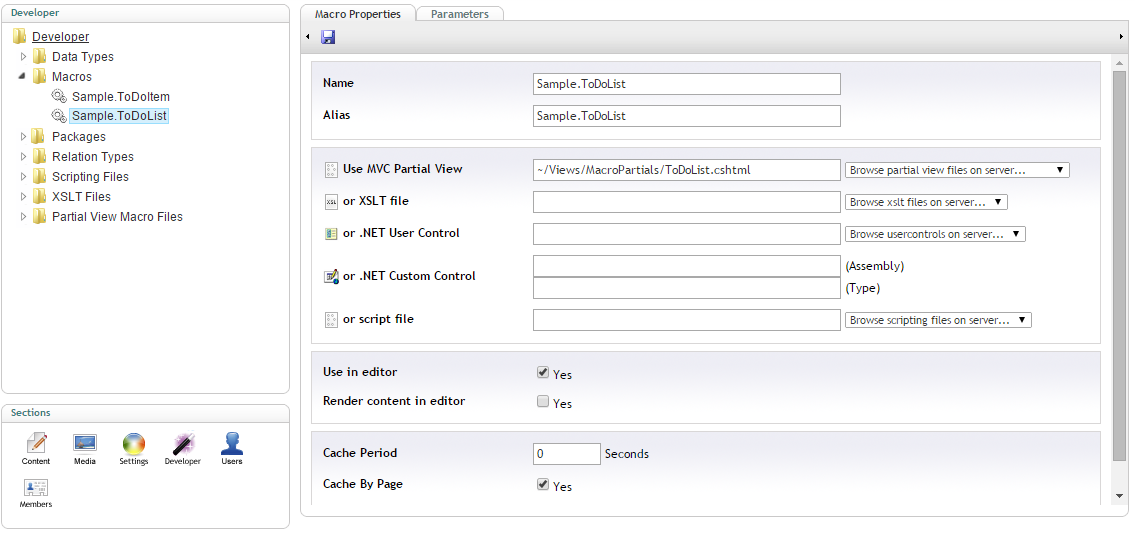 Developer
Developer
Data Types
Macros
Sample.ToDoItem
Sample.ToDoList
Packages
Relation Types
Scripting Files
XSLT Files
Partial View Macro Files
Sections
Content Media Settings Developer Users
Members
Macro Properties Parameters
Name Sample.ToDoList
Alias Sample.ToDoList
Use MVC Partial View ~/Views/MacroPartials/ToDoList.cshtml Browse partial view files on server...
XSL or XSLT file Browse xslt files on server...
or .NET User Control Browse usercontrols on server...
or .NET Custom Control (Assembly)
(Type)
or script file Browse scripting files on server...
Use in editor Yes
Render content in editor Yes
Cache Period 0 Seconds
Cache By Page Yes